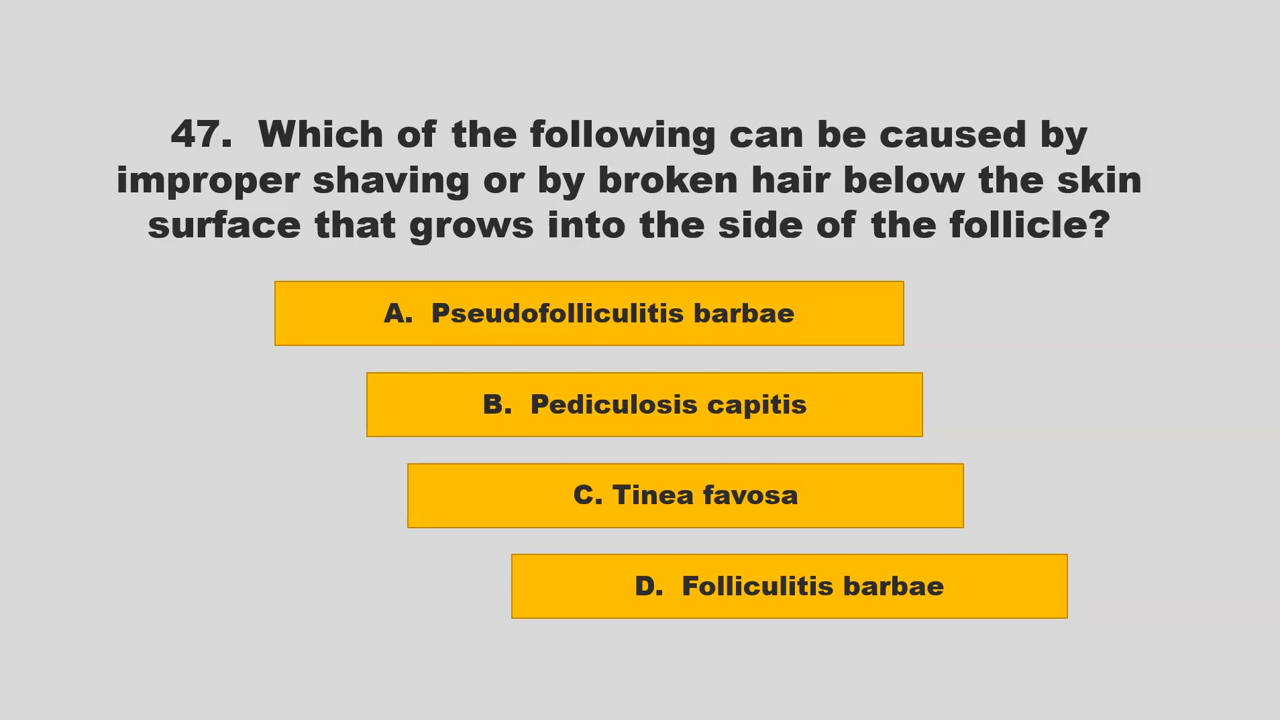 47.  Which of the following can be caused by
improper shaving or by broken hair below the skin
surface that grows into the side of the follicle?
A.  Pseudofolliculitis barbae
B.  Pediculosis capitis
C. Tinea favosa
D.  Folliculitis barbae